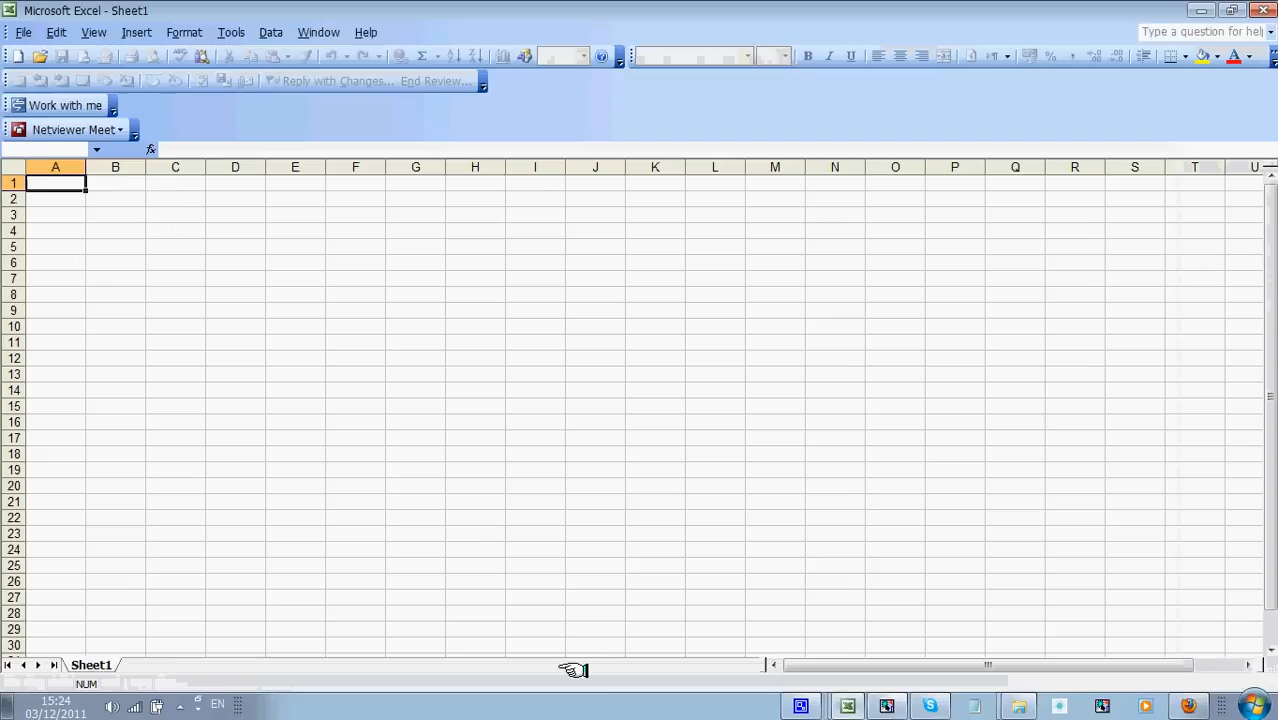 Microsoft Excel - Sheet1
File Edit View Insert Format Tools Data Window Help
Type a question for help
B I U
Reply with Changes... End Review...
Work with me
Netviewer Meet
fx
A B C D E F G H I J K L M N O P Q R S T U
1
2
3
4
5
6
7
8
9
10
11
12
13
14
15
16
17
18
19
20
21
22
23
24
25
26
27
28
29
30
Sheet1
NUM
15:24
03/12/2011
EN